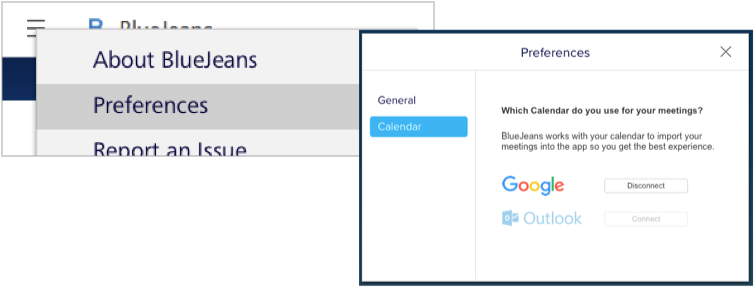 BlueJeans
About BlueJeans
Preferences
Report an Issue
Preferences
General
Calendar
Which Calendar do you use for your meetings?
BlueJeans works with your calendar to import your
meetings into the app so you get the best experience.
Google Disconnect
Outlook Connect